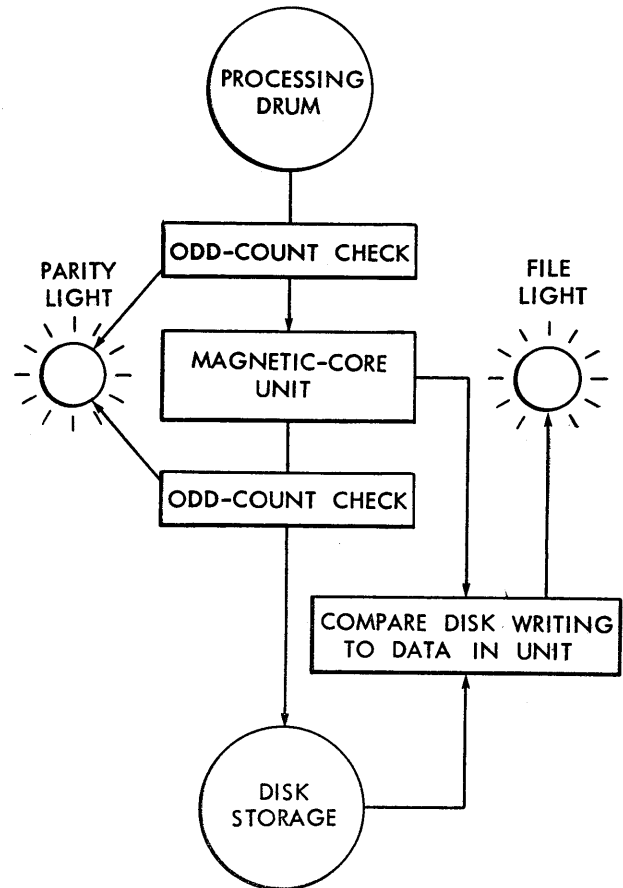 PROCESSING
DRUM
ODD-COUNT CHECK
PARITY
LIGHT
FILE
LIGHT
MAGNETIC-CORE
UNIT
ODD-COUNT CHECK
COMPARE DISK WRITING
TO DATA IN UNIT
DISK
STORAGE